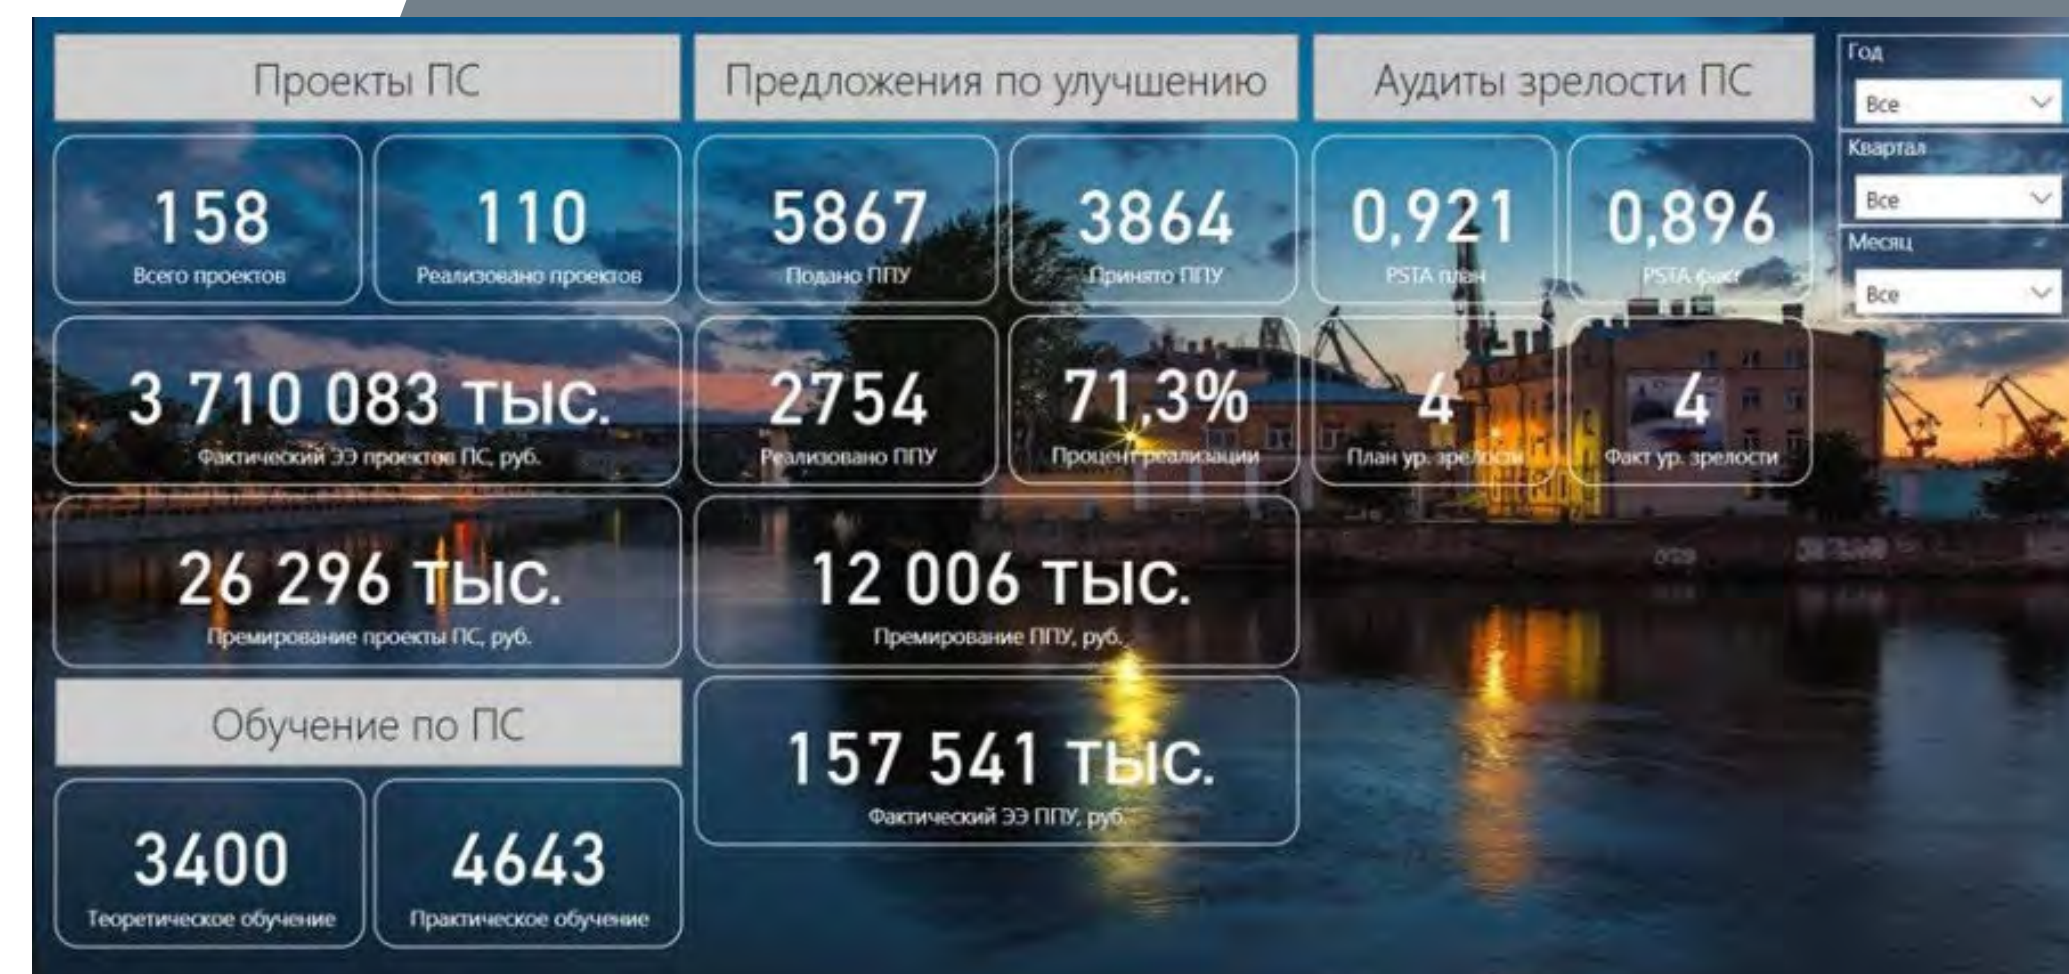 Проекты ПС
158
Всего проектов
110
Реализовано проектов
3 710 083 тыс.
Фактический ЭЭ проектов ПС, руб.
26 296 тыс.
Премирование проекты ПС, руб.
Обучение по ПС
3400
Теоретическое обучение
4643
Практическое обучение
Предложения по улучшению
5867
Подано ППУ
3864
Принято ППУ
2754
Реализовано ППУ
71,3%
Процент реализации
12 006 тыс.
Премирование ППУ, руб.
157 541 тыс.
Фактический ЭЭ ППУ, руб.
Аудиты зрелости ПС
0,921
PSTA план
0,896
PSTA факт
4
План ур. зрелости
4
Факт ур. зрелости
Год
Все
Квартал
Все
Месяц
Все